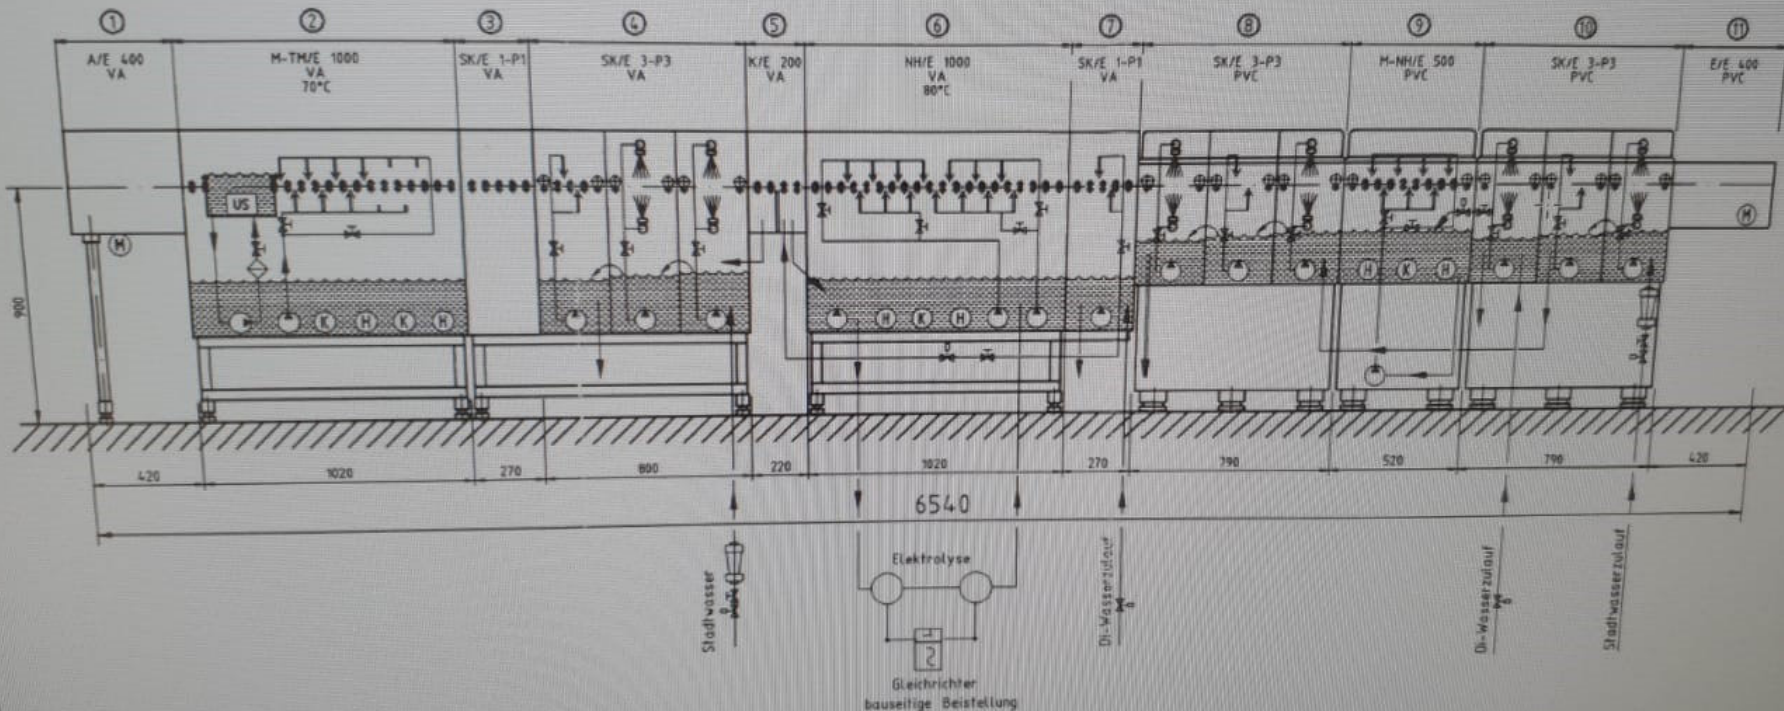 1 2 3 4 5 6 7 8 9 10 11
A/E 400
VA
M-TM/E 1000
VA
70°C
SK/E 1-P1
VA
SK/E 3-P3
VA
K/E 200
VA
NH/E 1000
VA
80°C
SK/E 1-P1
VA
SK/E 3-P3
PVC
M-NH/E 500
PVC
SK/E 3-P3
PVC
E/E 400
PVC
US
M
M
K H K H
H K H
H K H
900
420 1020 270 800 220 1020 270 790 520 790 420
6540
Stadtwasser
Elektrolyse
Gleichrichter
bauseitige Beistellung
Di-Wasserzulauf
Di-Wasserzulauf
Stadtwasserzulauf